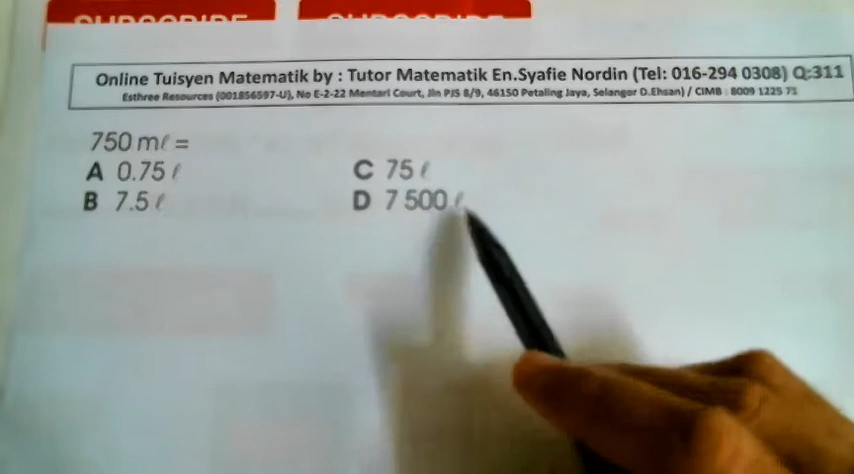 Online Tuisyen Matematik by : Tutor Matematik En.Syafie Nordin (Tel: 016-294 0308) Q:311
Esthree Resources (001856597-U), No E-2-22 Mentari Court, Jln PJS 8/9, 46150 Petaling Jaya, Selangor D.Ehsan) / CIMB : 8009 1225 71
750 mℓ =
A 0.75 ℓ
C 75 ℓ
B 7.5 ℓ
D 7 500 ℓ